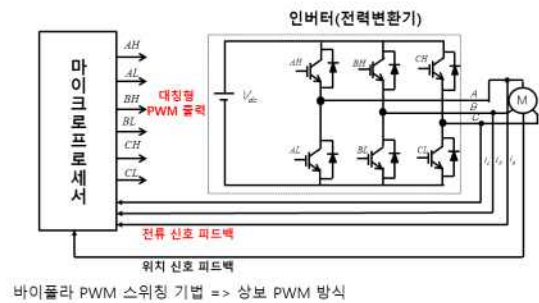 인버터(전력변환기)
마이크로프로세서
AH
AL
BH
BL
CH
CL
대칭형
PWM 출력
V_dc
AH
BH
CH
AL
BL
CL
A
B
C
M
전류 신호 피드백
위치 신호 피드백
바이폴라 PWM 스위칭 기법 => 상보 PWM 방식